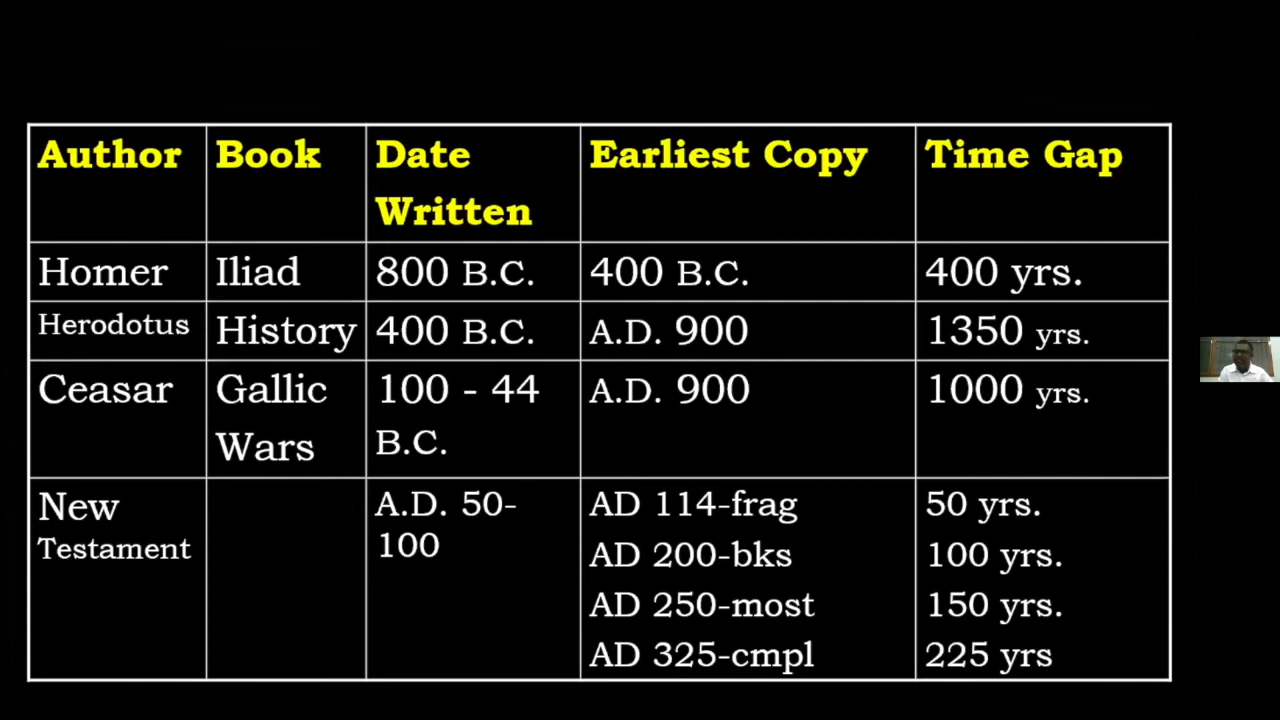 Author Book Date Written Earliest Copy Time Gap
Homer Iliad 800 B.C. 400 B.C. 400 yrs.
Herodotus History 400 B.C. A.D. 900 1350 yrs.
Ceasar Gallic Wars 100 - 44 B.C. A.D. 900 1000 yrs.
New Testament A.D. 50-100
AD 114-frag 50 yrs.
AD 200-bks 100 yrs.
AD 250-most 150 yrs.
AD 325-cmpl 225 yrs